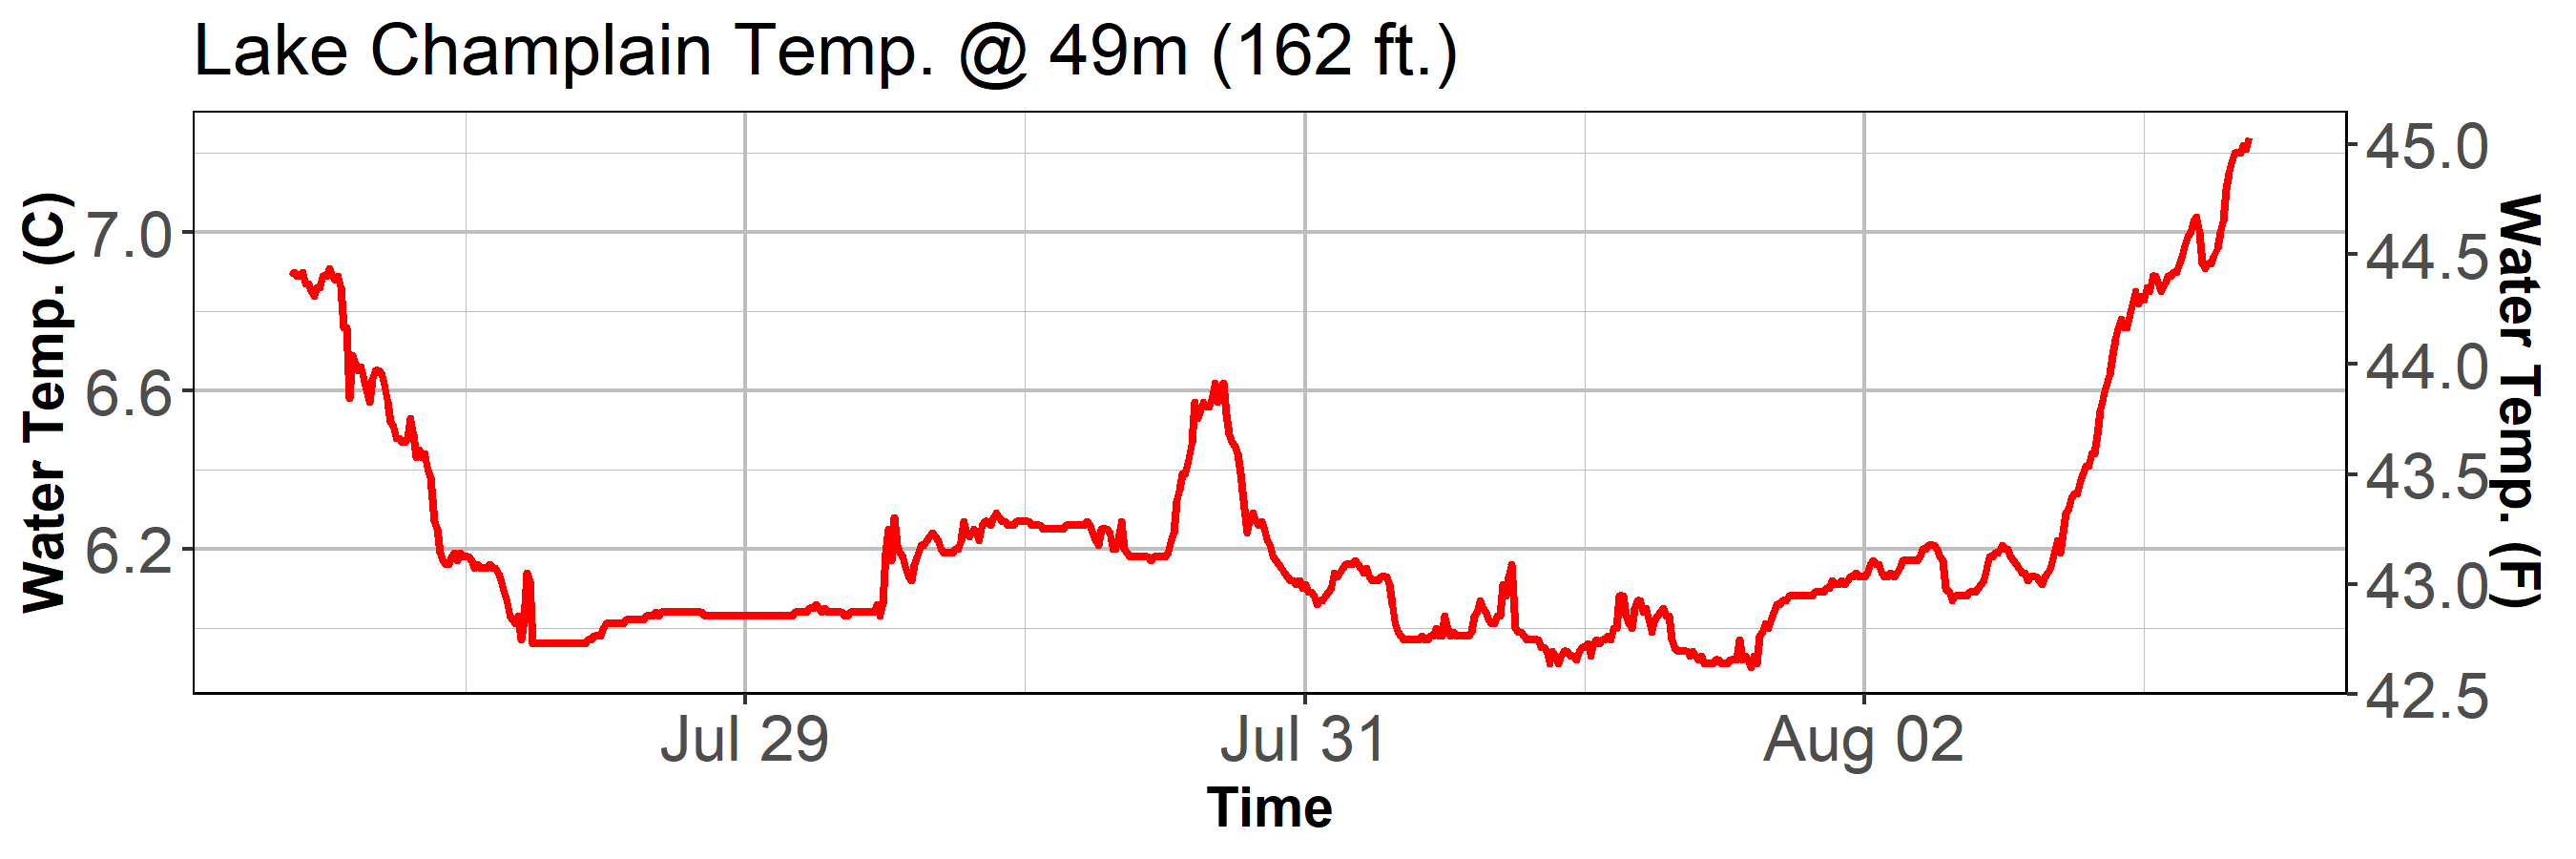 Lake Champlain Temp. @ 49m (162 ft.)
Water Temp. (C)
7.0
6.6
6.2
45.0
44.5
44.0
43.5
43.0
42.5
Water Temp. (F)
Jul 29
Jul 31
Aug 02
Time